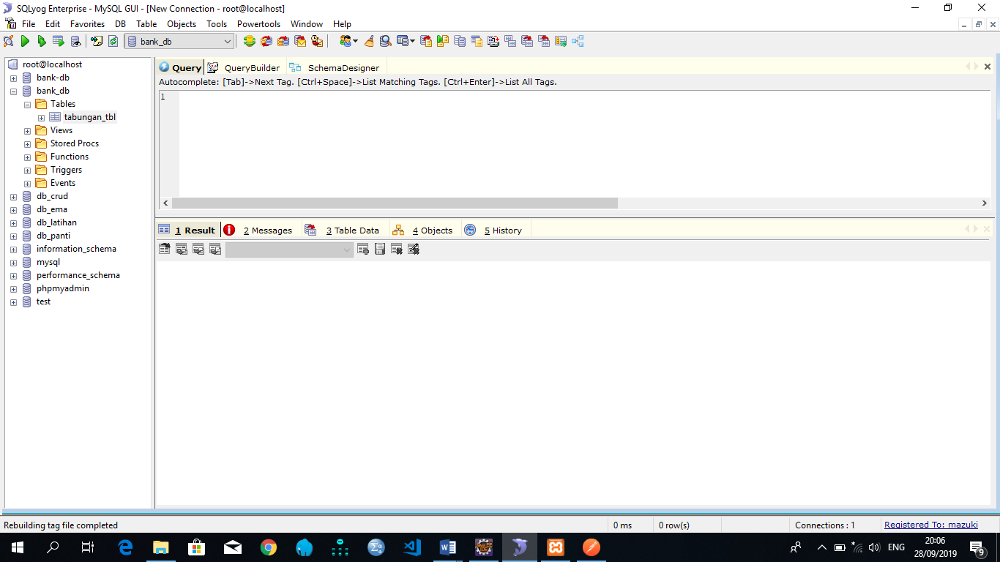 SQLyog Enterprise - MySQL GUI - [New Connection - root@localhost]
File Edit Favorites DB Table Objects Tools Powertools Window Help
bank_db
root@localhost
bank-db
bank_db
Tables
tabungan_tbl
Views
Stored Procs
Functions
Triggers
Events
db_crud
db_ema
db_latihan
db_panti
information_schema
mysql
performance_schema
phpmyadmin
test
Query QueryBuilder SchemaDesigner
Autocomplete: [Tab]->Next Tag. [Ctrl+Space]->List Matching Tags. [Ctrl+Enter]->List All Tags.
1
1 Result 2 Messages 3 Table Data 4 Objects 5 History
Rebuilding tag file completed 0 ms 0 row(s) Connections : 1 Registered To: mazuki
ENG 20:06
28/09/2019
9